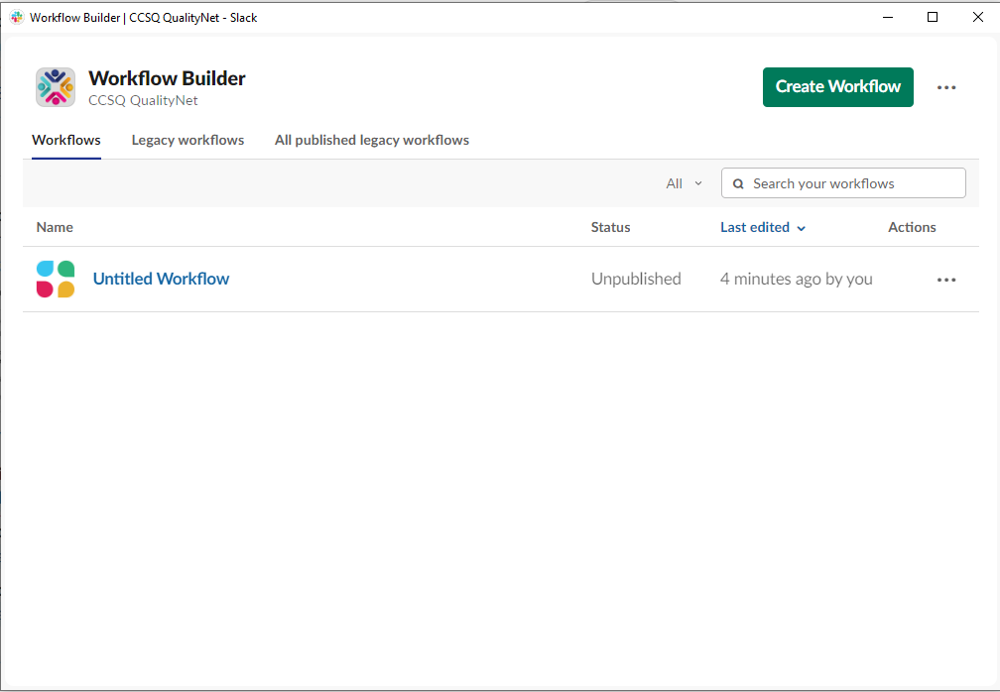 Workflow Builder | CCSQ QualityNet - Slack
Workflow Builder
CCSQ QualityNet
Create Workflow
Workflows Legacy workflows All published legacy workflows
All Search your workflows
Name Status Last edited Actions
Untitled Workflow Unpublished 4 minutes ago by you